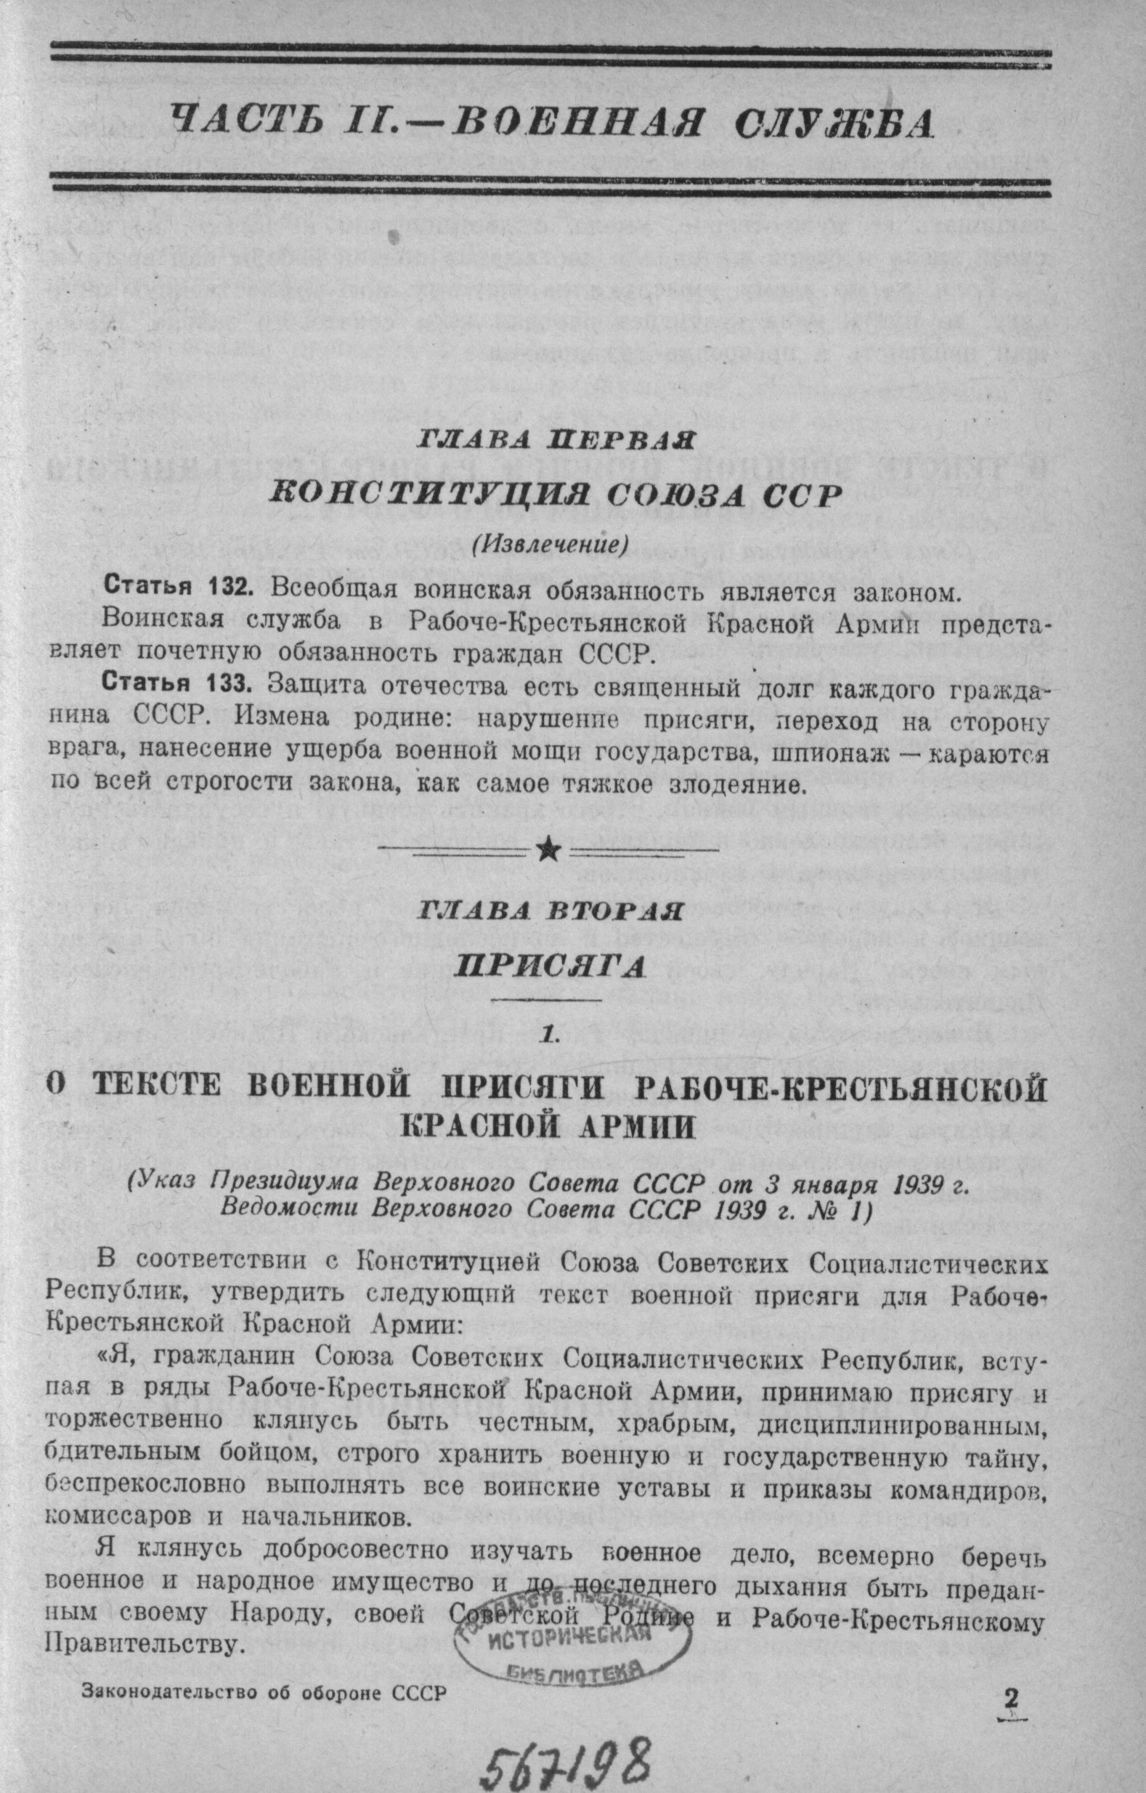 ЧАСТЬ II.—ВОЕННАЯ СЛУЖБА
ГЛАВА ПЕРВАЯ
КОНСТИТУЦИЯ СОЮЗА ССР
(Извлечение)
Статья 132. Всеобщая воинская обязанность является законом.
Воинская служба в Рабоче-Крестьянской Красной Армии предста-
вляет почетную обязанность граждан СССР.
Статья 133. Защита отечества есть священный долг каждого гражда-
нина СССР. Измена родине: нарушение присяги, переход на сторону
врага, нанесение ущерба военной мощи государства, шпионаж — караются
по всей строгости закона, как самое тяжкое злодеяние.
ГЛАВА ВТОРАЯ
ПРИСЯГА
1.
О ТЕКСТЕ ВОЕННОЙ ПРИСЯГИ РАБОЧЕ-КРЕСТЬЯНСКОЙ
КРАСНОЙ АРМИИ
(Указ Президиума Верховного Совета СССР от 3 января 1939 г.
Ведомости Верховного Совета СССР 1939 г. № 1)
В соответствии с Конституцией Союза Советских Социалистических
Республик, утвердить следующий текст военной присяги для Рабоче-
Крестьянской Красной Армии:
«Я, гражданин Союза Советских Социалистических Республик, всту-
пая в ряды Рабоче-Крестьянской Красной Армии, принимаю присягу и
торжественно клянусь быть честным, храбрым, дисциплинированным,
бдительным бойцом, строго хранить военную и государственную тайну,
беспрекословно выполнять все воинские уставы и приказы командиров,
комиссаров и начальников.
Я клянусь добросовестно изучать военное дело, всемерно беречь
военное и народное имущество и до последнего дыхания быть предан-
ным своему Народу, своей Советской Родине и Рабоче-Крестьянскому
Правительству.
ГОСУДАРСТВ. ПУБЛИЧНАЯ
ИСТОРИЧЕСКАЯ
БИБЛИОТЕКА
Законодательство об обороне СССР
2
567198